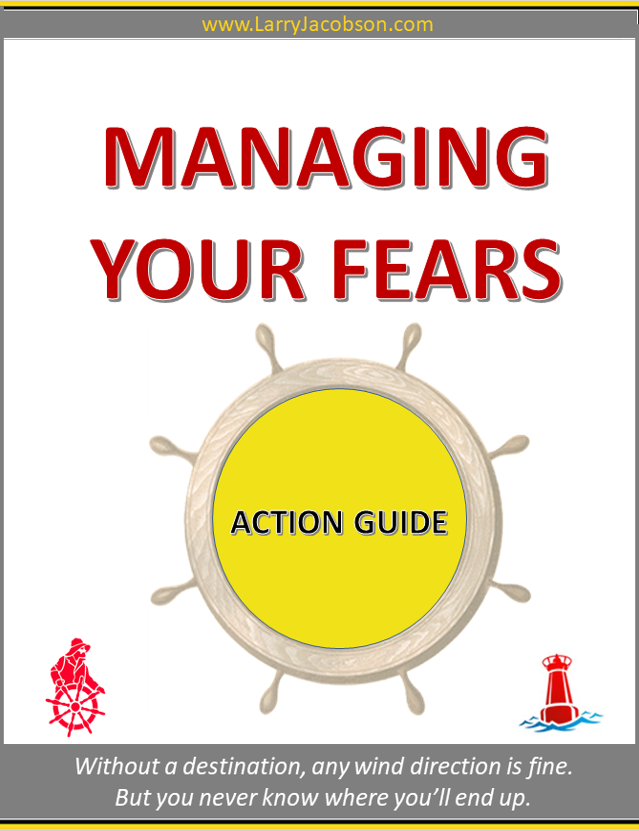 www.LarryJacobson.com
MANAGING
YOUR FEARS
ACTION GUIDE
Without a destination, any wind direction is fine.
But you never know where you’ll end up.